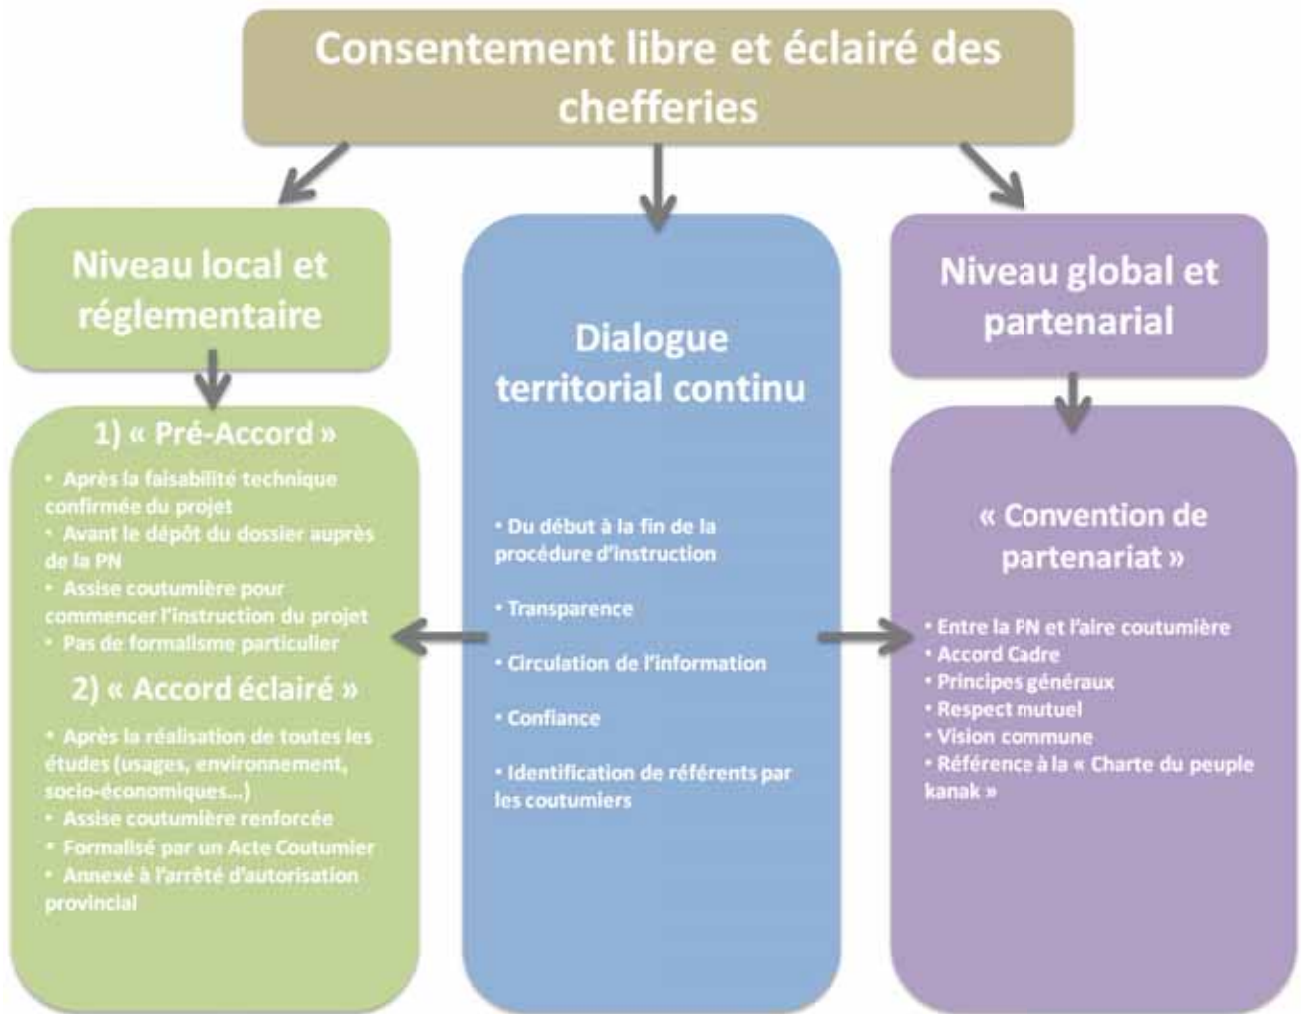 Consentement libre et éclairé des
chefferies
Niveau local et
réglementaire
1) « Pré-Accord »
• Après la faisabilité technique
confirmée du projet
• Avant le dépôt du dossier auprès
de la PN
• Assise coutumière pour
commencer l'instruction du projet
• Pas de formalisme particulier
2) « Accord éclairé »
• Après la réalisation de toutes les
études (usages, environnement,
socio-économiques...)
• Assise coutumière renforcée
• Formalisé par un Acte Coutumier
• Annexé à l'arrêté d'autorisation
provincial
Dialogue
territorial continu
• Du début à la fin de la
procédure d'instruction
• Transparence
• Circulation de l'information
• Confiance
• Identification de référents par
les coutumiers
Niveau global et
partenarial
« Convention de
partenariat »
• Entre la PN et l'aire coutumière
• Accord Cadre
• Principes généraux
• Respect mutuel
• Vision commune
• Référence à la « Charte du peuple
kanak »